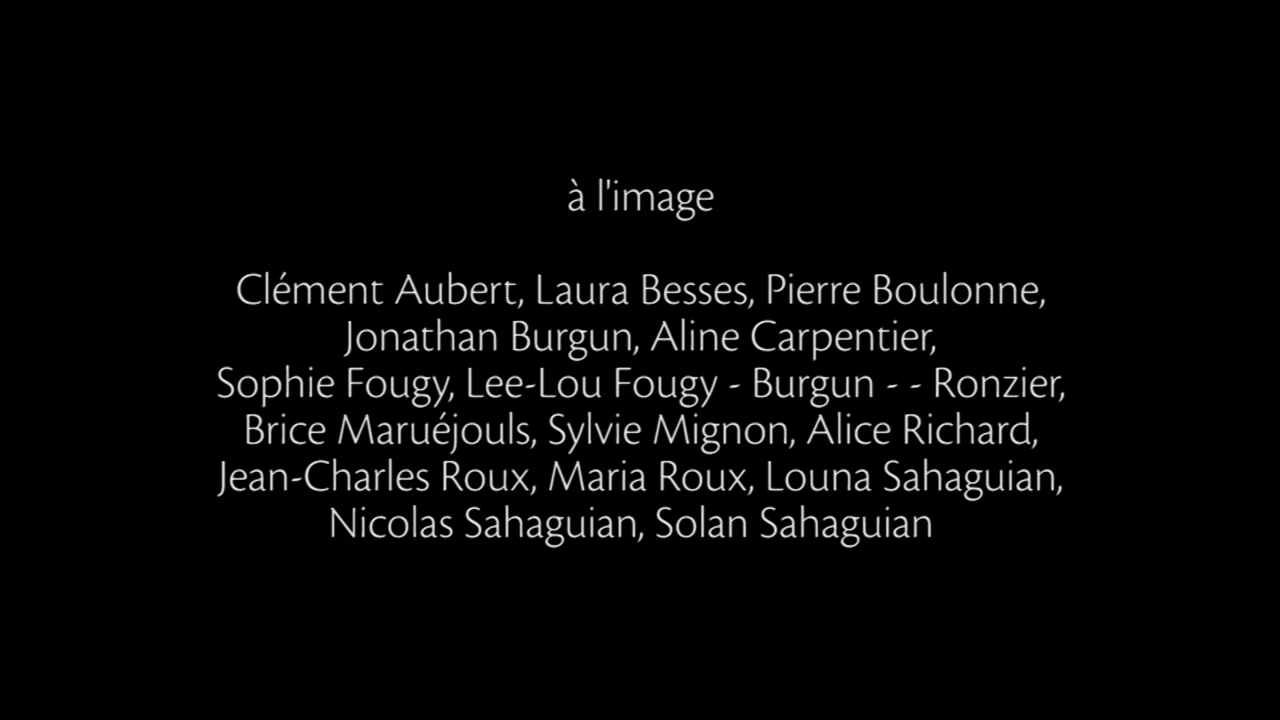 à l'image
Clément Aubert, Laura Besses, Pierre Boulonne,
Jonathan Burgun, Aline Carpentier,
Sophie Fougy, Lee-Lou Fougy - Burgun - - Ronzier,
Brice Maruéjouls, Sylvie Mignon, Alice Richard,
Jean-Charles Roux, Maria Roux, Louna Sahaguian,
Nicolas Sahaguian, Solan Sahaguian